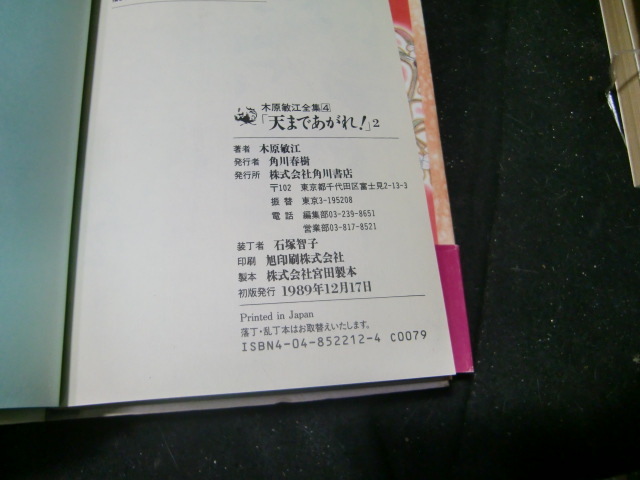 木原敏江全集4
「天まであがれ!」2
著者 木原敏江
発行者 角川春樹
発行所 株式会社角川書店
〒102 東京都千代田区富士見2-13-3
振替 東京3-195208
電話 編集部03-239-8651
営業部03-817-8521
装丁者 石塚智子
印刷 旭印刷株式会社
製本 株式会社宮田製本
初版発行 1989年12月17日
Printed in Japan
落丁・乱丁本はお取替えいたします。
ISBN4-04-852212-4 C0079